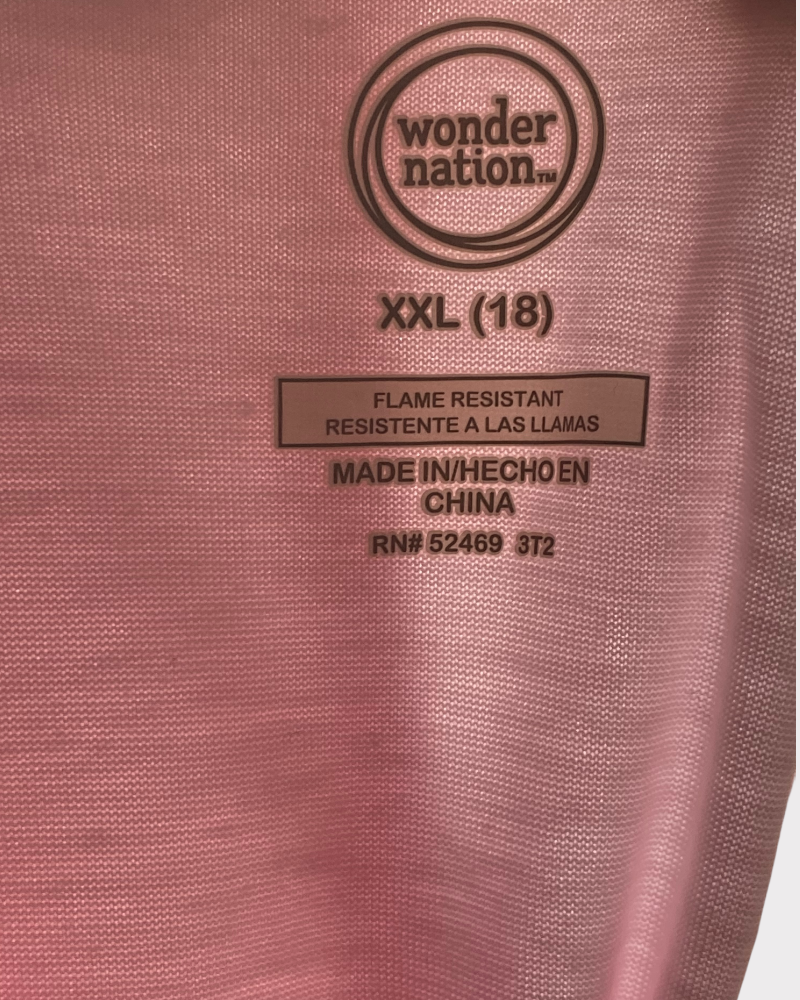 wonder
nation™
XXL (18)
FLAME RESISTANT
RESISTENTE A LAS LLAMAS
MADE IN/HECHO EN
CHINA
RN# 52469 3T2